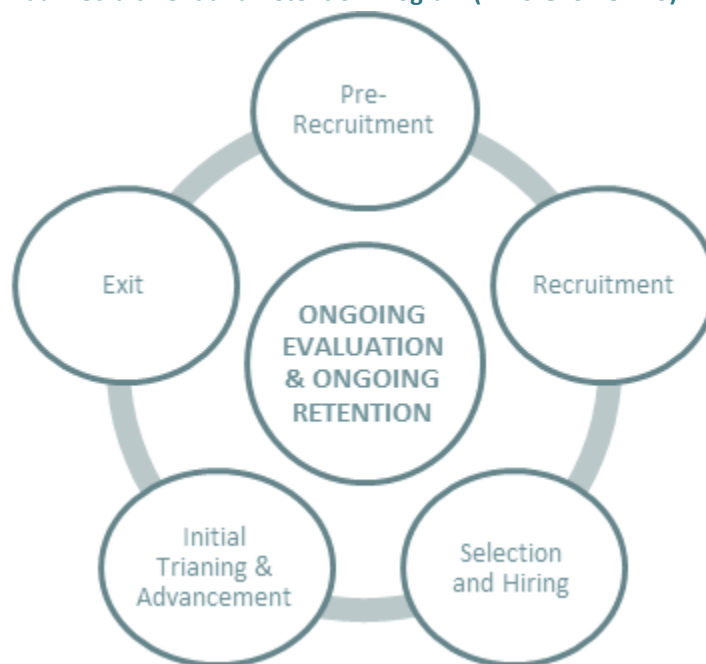 Pre-
Recruitment
Recruitment
Exit
ONGOING
EVALUATION
& ONGOING
RETENTION
Initial
Trianing &
Advancement
Selection
and Hiring